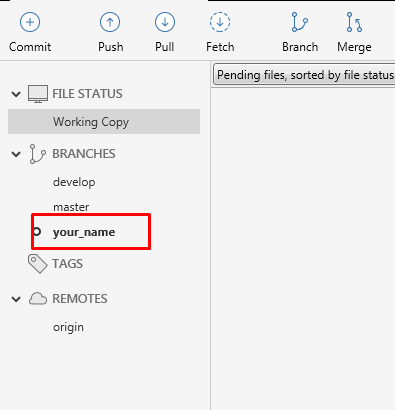 Commit Push Pull Fetch Branch Merge
Pending files, sorted by file status
FILE STATUS
Working Copy
BRANCHES
develop
master
your_name
TAGS
REMOTES
origin